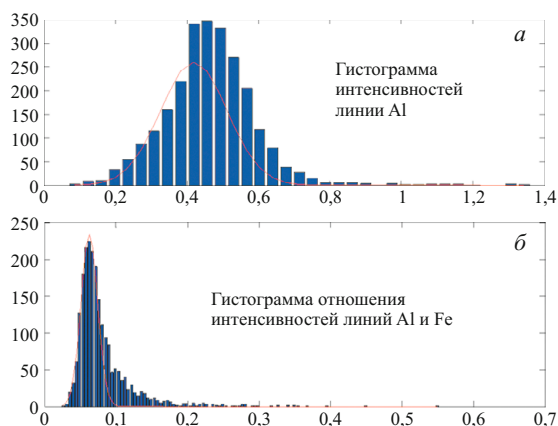 350
300
250
200
150
100
50
0
а
Гистограмма
интенсивностей
линии Al
0 0,2 0,4 0,6 0,8 1 1,2 1,4
250
200
150
100
50
0
б
Гистограмма отношения
интенсивностей линий Al и Fe
0 0,1 0,2 0,3 0,4 0,5 0,6 0,7